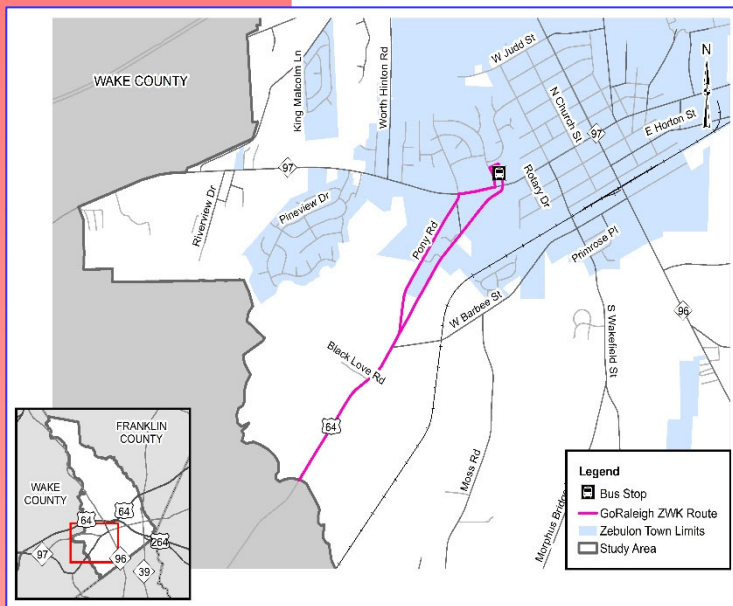 WAKE COUNTY
King Malcolm Ln
Worth Hinton Rd
W Judd St
N Church St
97
E Horton St
N
97
Riverview Dr
Pineview Dr
Pony Rd
Rotary Dr
Primrose Pl
W Barbee St
96
S Wakefield St
Black Love Rd
64
Moss Rd
Morphus Bridge
FRANKLIN
COUNTY
WAKE
COUNTY
64
64
264
97
96
39
Legend
Bus Stop
GoRaleigh ZWK Route
Zebulon Town Limits
Study Area